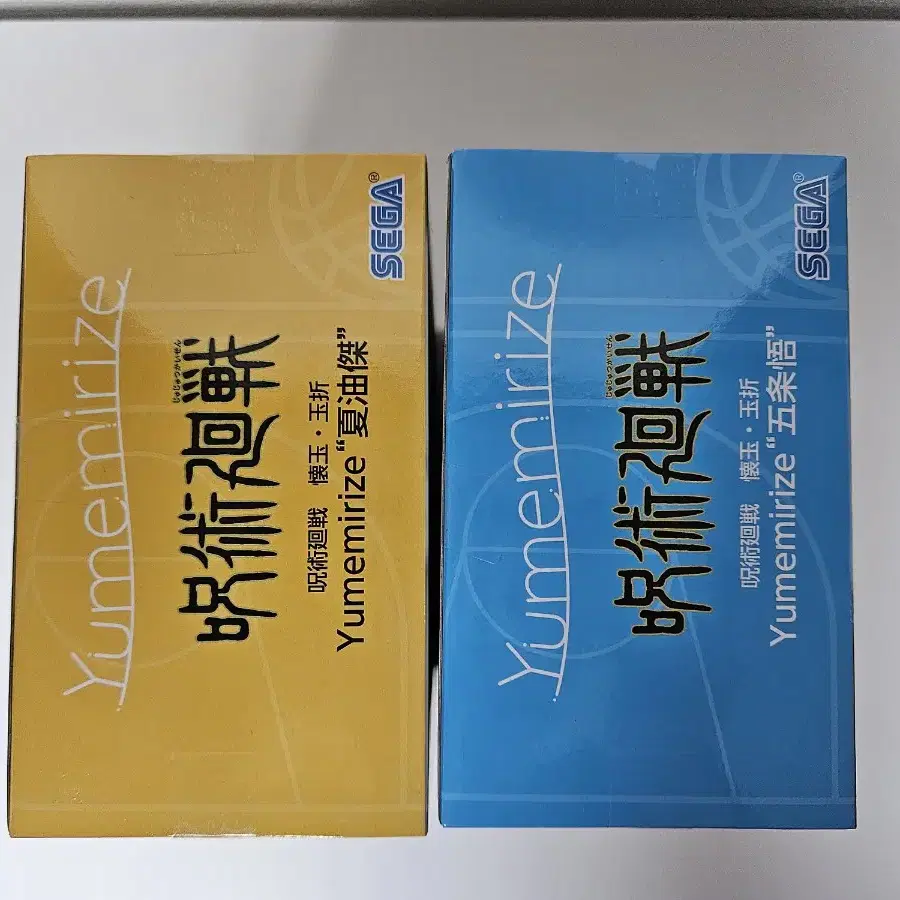 Yumemirize
じゅじゅつかいせん
呪術廻戦
呪術廻戦 懐玉・玉折
Yumemirize “夏油傑”
SEGA®
Yumemirize
じゅじゅつかいせん
呪術廻戦
呪術廻戦 懐玉・玉折
Yumemirize “五条悟”
SEGA®